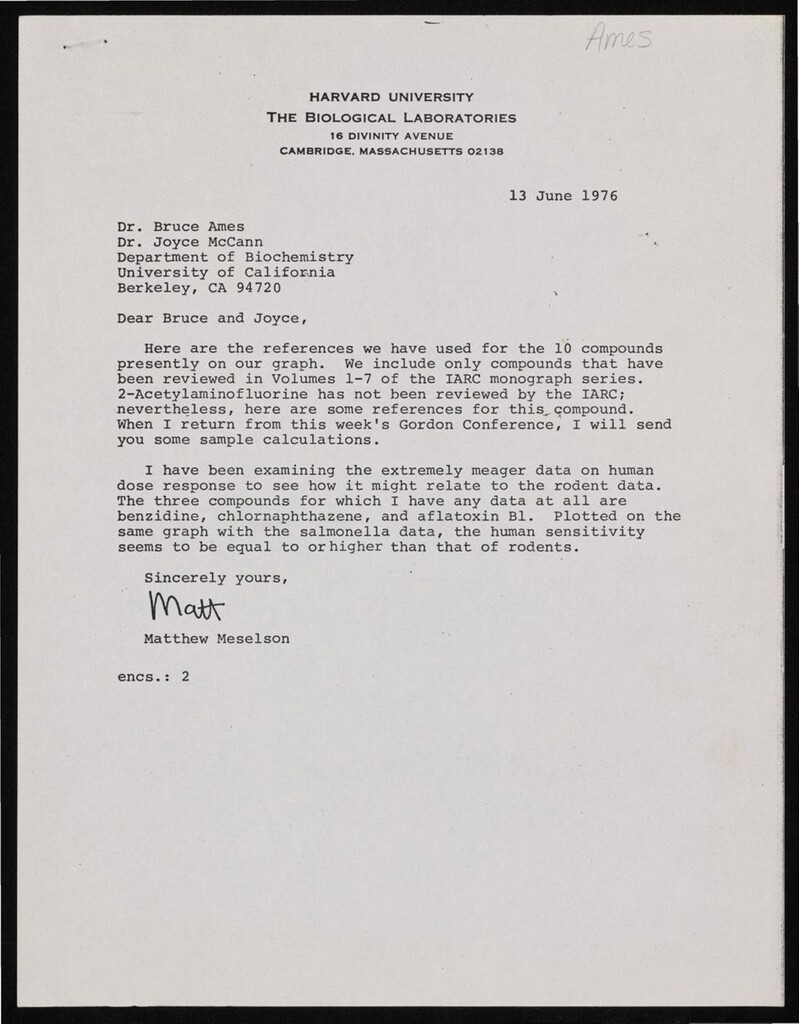 Ames
HARVARD UNIVERSITY
THE BIOLOGICAL LABORATORIES
16 DIVINITY AVENUE
CAMBRIDGE, MASSACHUSETTS 02138
13 June 1976
Dr. Bruce Ames
Dr. Joyce McCann
Department of Biochemistry
University of California
Berkeley, CA 94720
Dear Bruce and Joyce,
Here are the references we have used for the 10 compounds
presently on our graph. We include only compounds that have
been reviewed in Volumes 1-7 of the IARC monograph series.
2-Acetylaminofluorine has not been reviewed by the IARC;
nevertheless, here are some references for this compound.
When I return from this week's Gordon Conference, I will send
you some sample calculations.
I have been examining the extremely meager data on human
dose response to see how it might relate to the rodent data.
The three compounds for which I have any data at all are
benzidine, chlornaphthazene, and aflatoxin Bl. Plotted on the
same graph with the salmonella data, the human sensitivity
seems to be equal to or higher than that of rodents.
Sincerely yours,
Matt
Matthew Meselson
encs.: 2